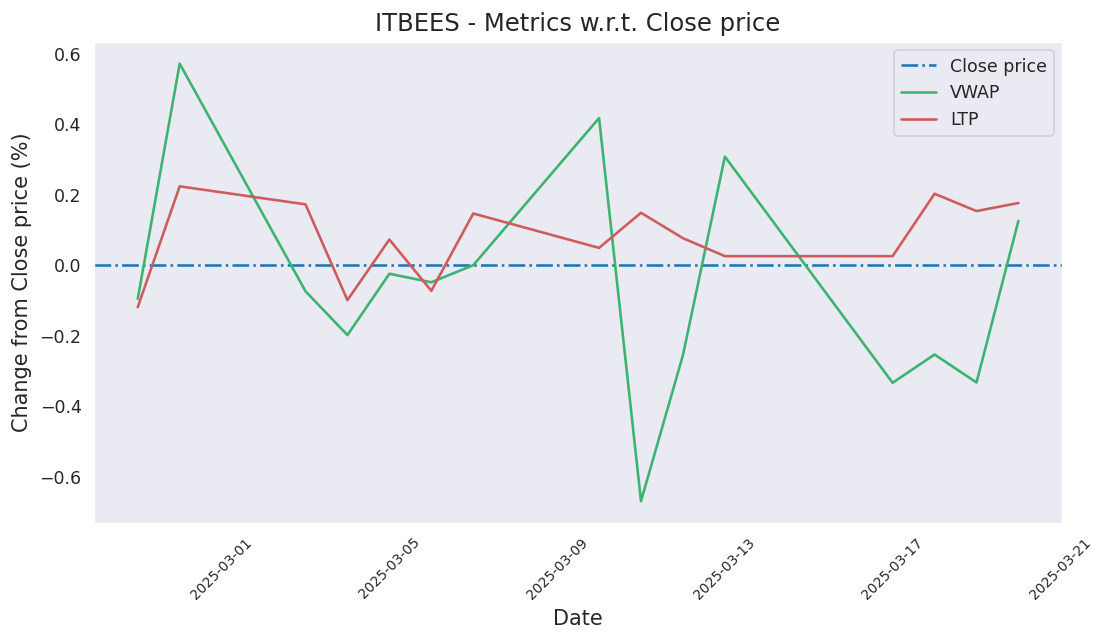 ITBEES - Metrics w.r.t. Close price
Close price
VWAP
LTP
Change from Close price (%)
0.6
0.4
0.2
0.0
−0.2
−0.4
−0.6
2025-03-01
2025-03-05
2025-03-09
2025-03-13
2025-03-17
2025-03-21
Date